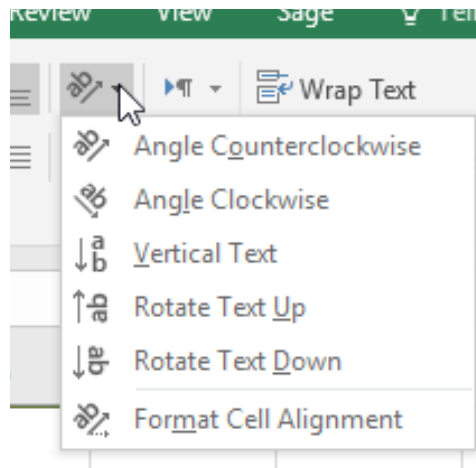 Review View Sage
Wrap Text
Angle Counterclockwise
Angle Clockwise
Vertical Text
Rotate Text Up
Rotate Text Down
Format Cell Alignment